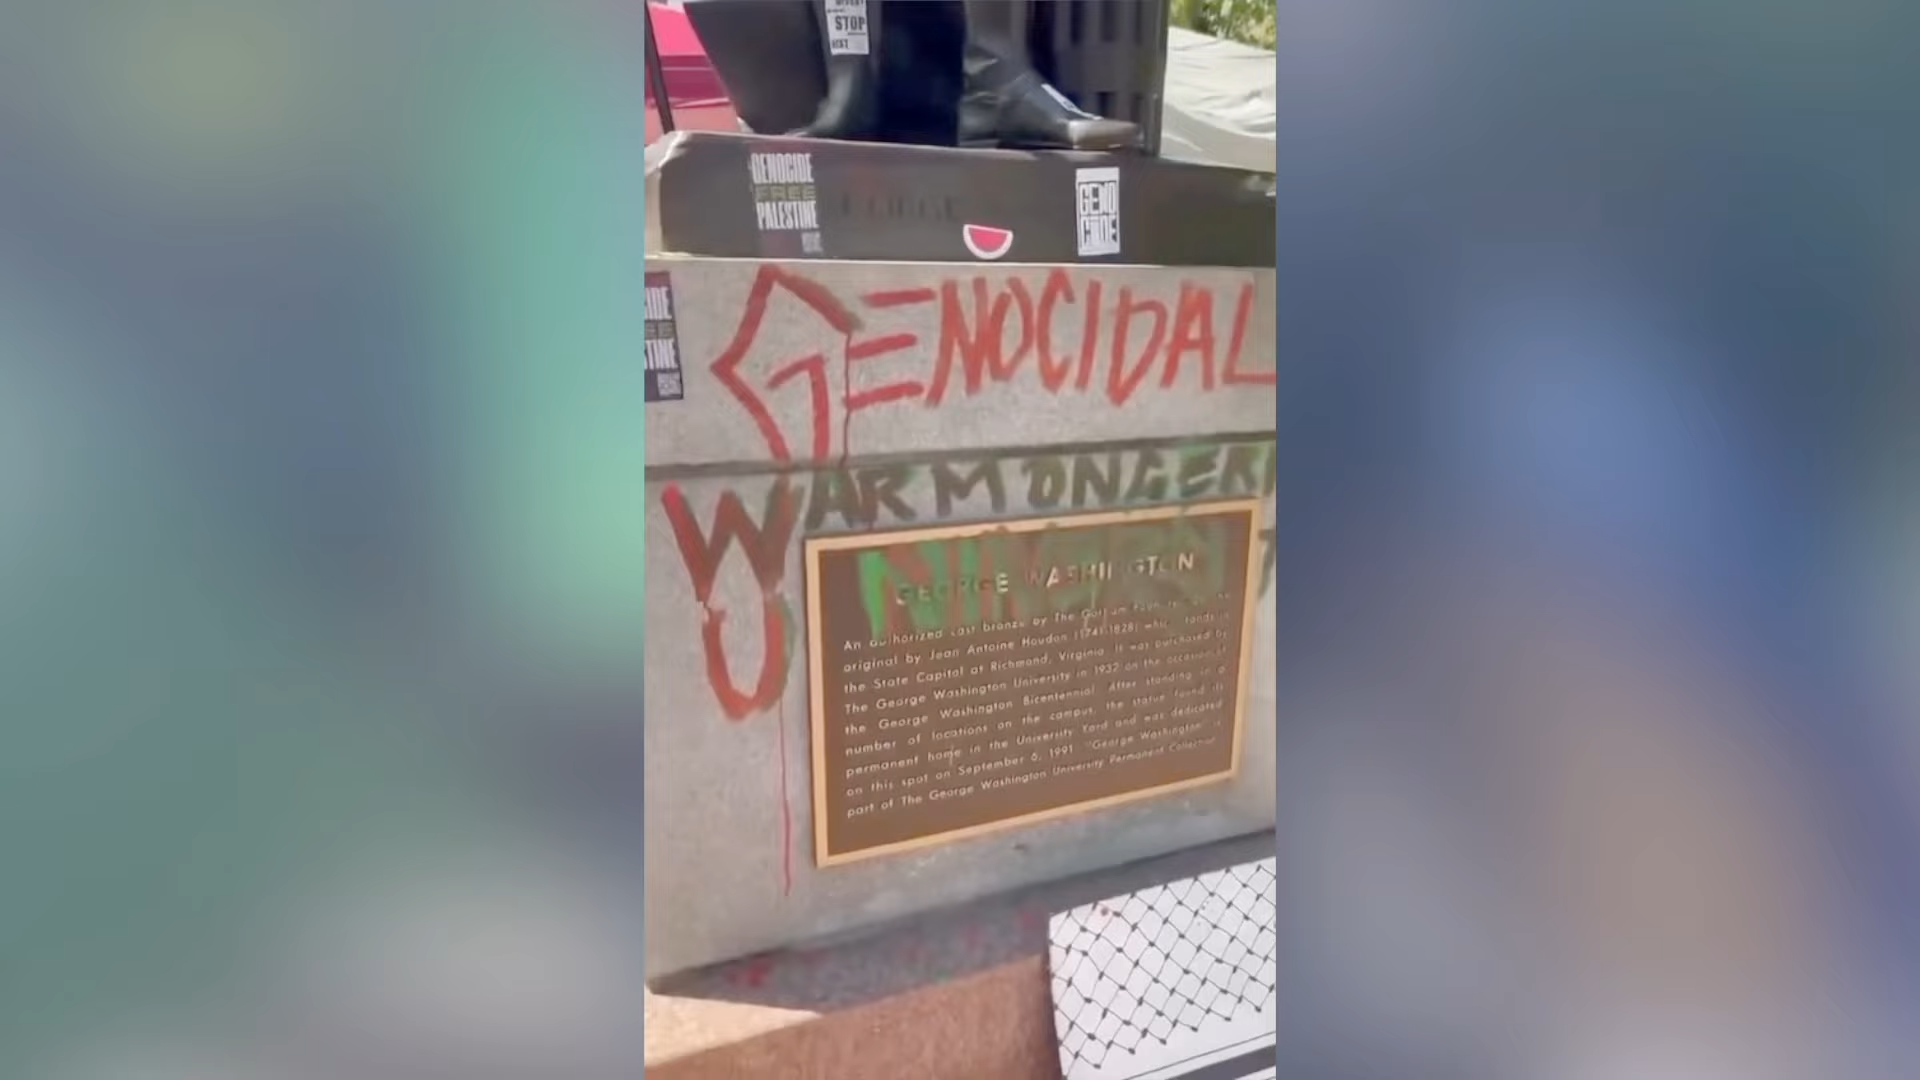 STOP
GENOCIDE
FREE
PALESTINE
GENO
CIDE
GENOCIDAL
WARMONGERI
U
GEORGE WASHINGTON
An authorized cast bronze by The Gorham
original by Jean Antoine Houdon (1741-1828) which stands in
the State Capitol at Richmond, Virginia. It was purchased by
The George Washington University in 1932 on the occasion of
the George Washington Bicentennial. After standing in a
number of locations on the campus, the statue found its
permanent home in the University Yard and was dedicated
on this spot on September 6, 1991. "George Washington" is
part of The George Washington University Permanent Collection.